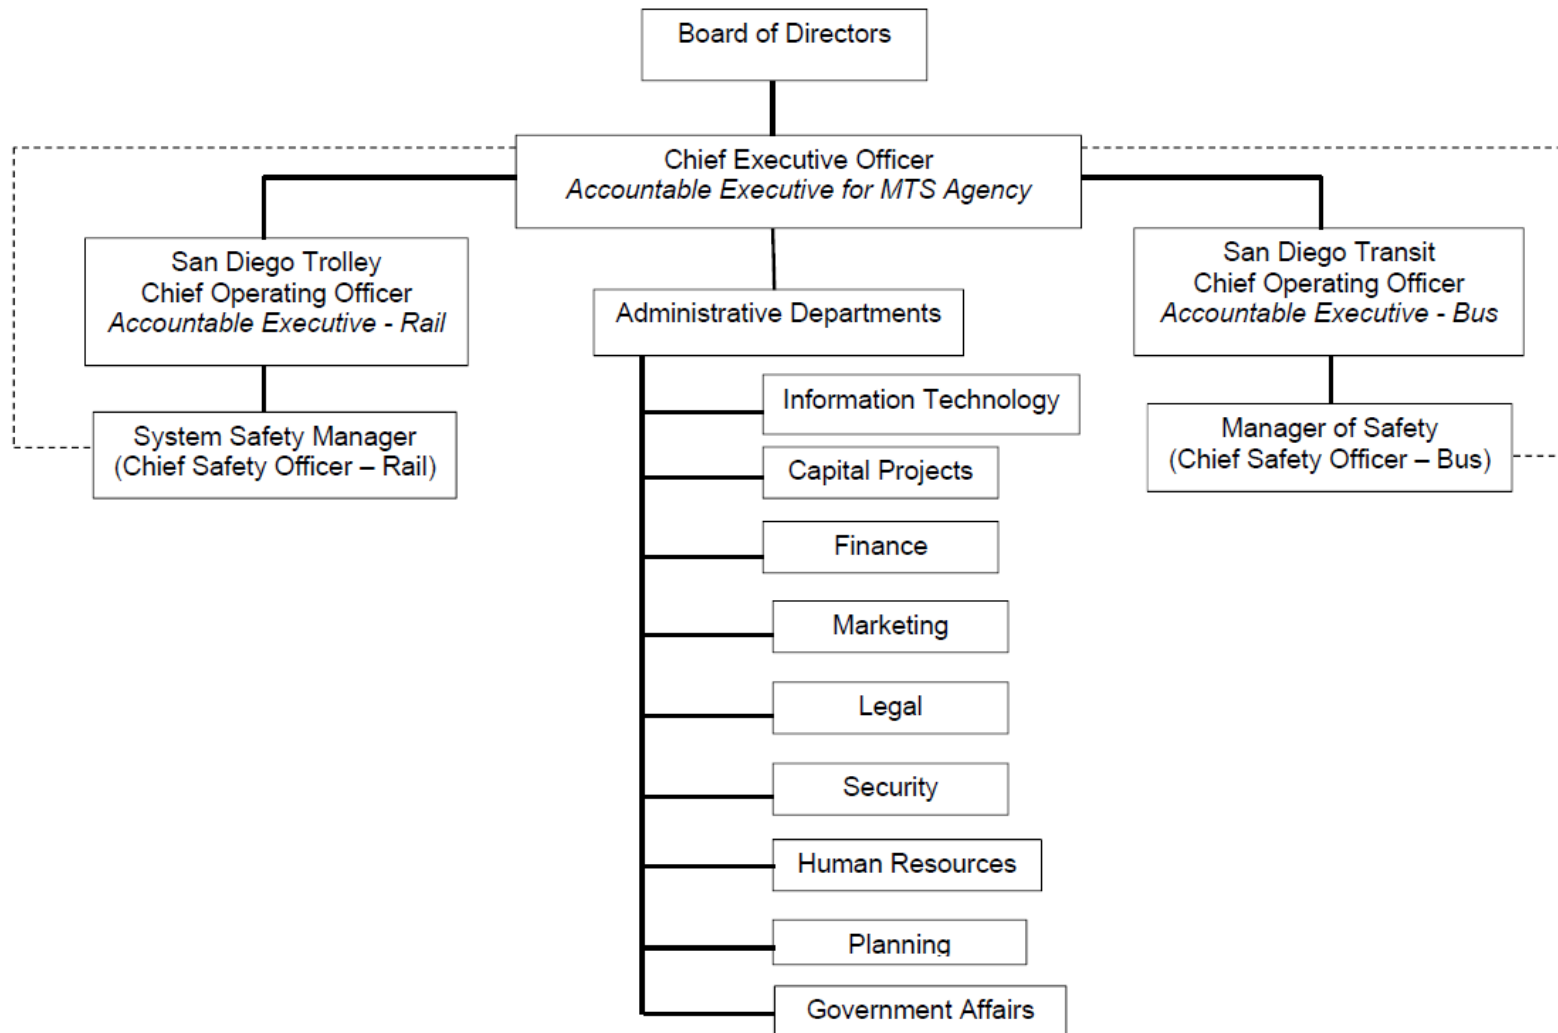 Board of Directors
Chief Executive Officer
Accountable Executive for MTS Agency
San Diego Trolley
Chief Operating Officer
Accountable Executive - Rail
System Safety Manager
(Chief Safety Officer – Rail)
Administrative Departments
Information Technology
Capital Projects
Finance
Marketing
Legal
Security
Human Resources
Planning
Government Affairs
San Diego Transit
Chief Operating Officer
Accountable Executive - Bus
Manager of Safety
(Chief Safety Officer – Bus)